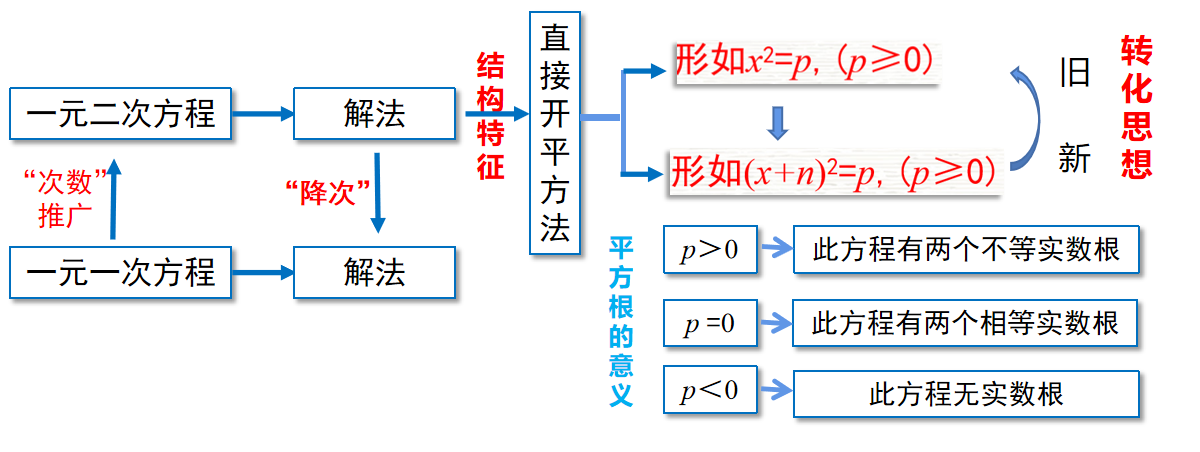 一元二次方程
解法
结构特征
直接开平方法
形如x²=p,（p≥0）
形如(x+n)²=p,（p≥0）
旧
新
转化思想
“次数”
推广
“降次”
一元一次方程
解法
平方根的意义
p＞0
此方程有两个不等实数根
p =0
此方程有两个相等实数根
p＜0
此方程无实数根